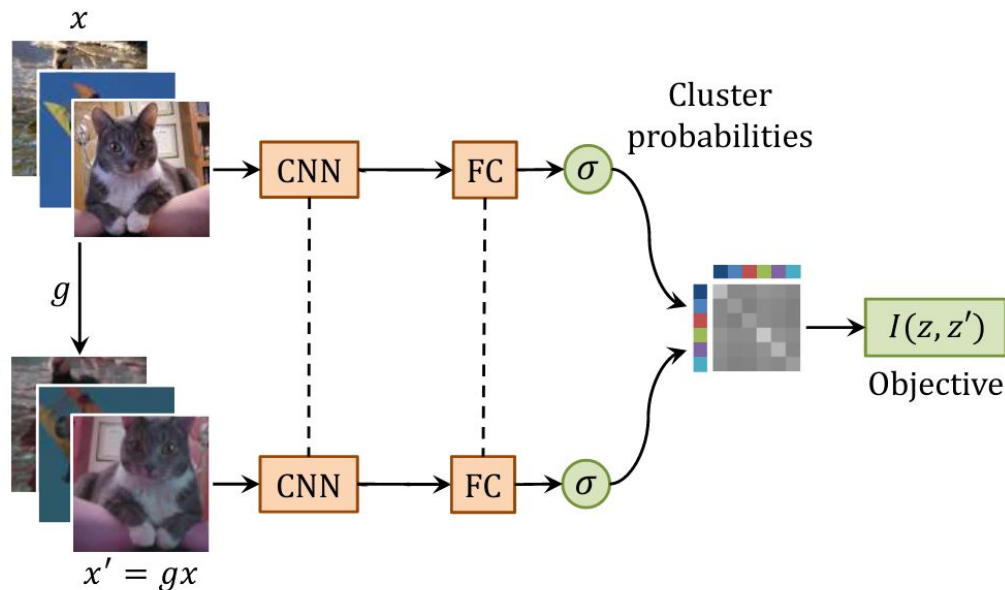 x
CNN
FC
σ
Cluster
probabilities
g
I(z, z′)
Objective
CNN
FC
σ
x′ = gx